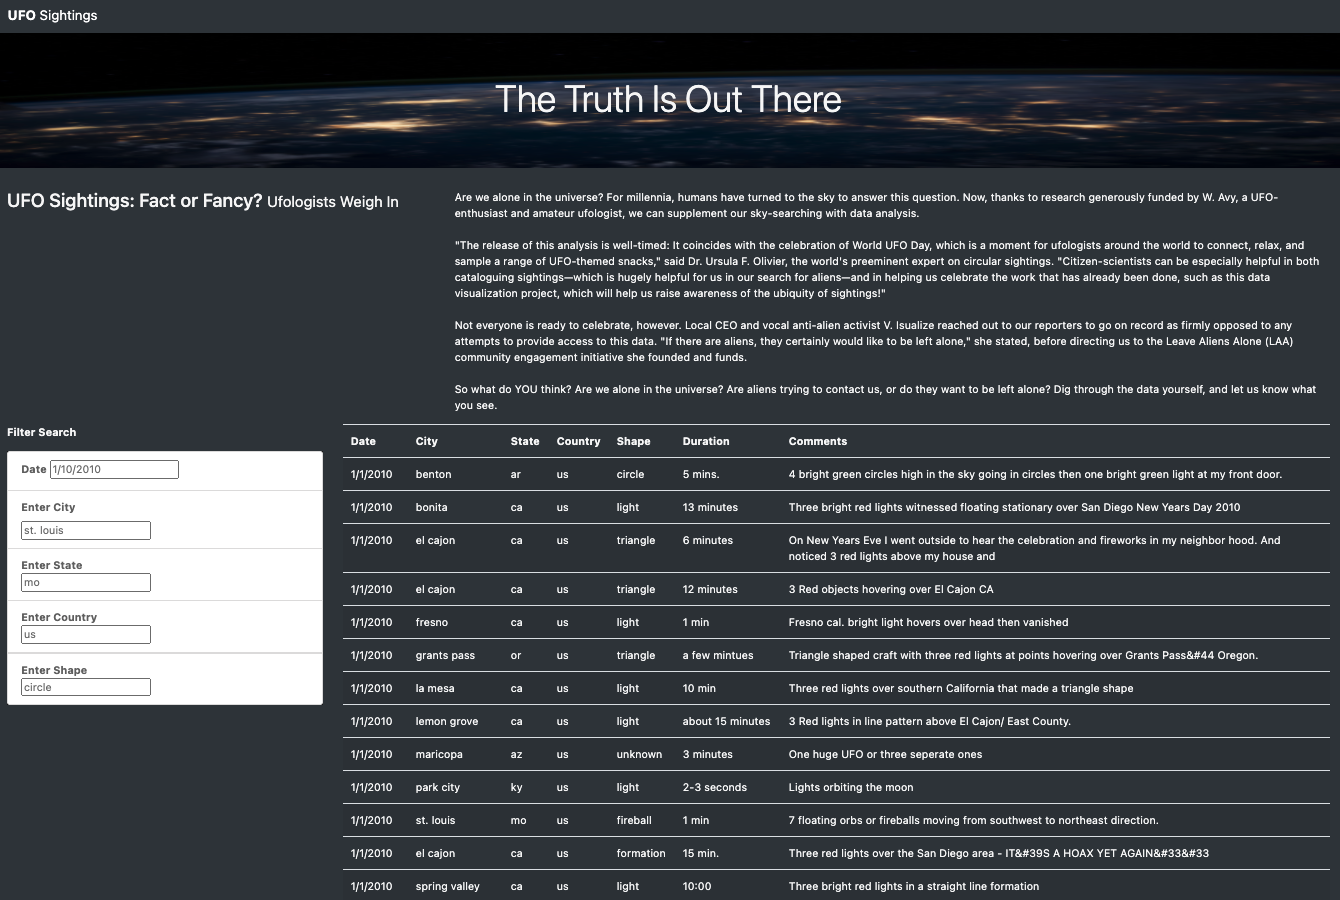 UFO Sightings
The Truth Is Out There
UFO Sightings: Fact or Fancy? Ufologists Weigh In
Are we alone in the universe? For millennia, humans have turned to the sky to answer this question. Now, thanks to research generously funded by W. Avy, a UFO-
enthusiast and amateur ufologist, we can supplement our sky-searching with data analysis.
"The release of this analysis is well-timed: It coincides with the celebration of World UFO Day, which is a moment for ufologists around the world to connect, relax, and
sample a range of UFO-themed snacks," said Dr. Ursula F. Olivier, the world's preeminent expert on circular sightings. "Citizen-scientists can be especially helpful in both
cataloguing sightings—which is hugely helpful for us in our search for aliens—and in helping us celebrate the work that has already been done, such as this data
visualization project, which will help us raise awareness of the ubiquity of sightings!"
Not everyone is ready to celebrate, however. Local CEO and vocal anti-alien activist V. Isualize reached out to our reporters to go on record as firmly opposed to any
attempts to provide access to this data. "If there are aliens, they certainly would like to be left alone," she stated, before directing us to the Leave Aliens Alone (LAA)
community engagement initiative she founded and funds.
So what do YOU think? Are we alone in the universe? Are aliens trying to contact us, or do they want to be left alone? Dig through the data yourself, and let us know what
you see.
Filter Search
Date 1/10/2010
Enter City
st. louis
Enter State
mo
Enter Country
us
Enter Shape
circle
Date City State Country Shape Duration Comments
1/1/2010 benton ar us circle 5 mins. 4 bright green circles high in the sky going in circles then one bright green light at my front door.
1/1/2010 bonita ca us light 13 minutes Three bright red lights witnessed floating stationary over San Diego New Years Day 2010
1/1/2010 el cajon ca us triangle 6 minutes On New Years Eve I went outside to hear the celebration and fireworks in my neighbor hood. And
noticed 3 red lights above my house and
1/1/2010 el cajon ca us triangle 12 minutes 3 Red objects hovering over El Cajon CA
1/1/2010 fresno ca us light 1 min Fresno cal. bright light hovers over head then vanished
1/1/2010 grants pass or us triangle a few mintues Triangle shaped craft with three red lights at points hovering over Grants Pass&#44 Oregon.
1/1/2010 la mesa ca us light 10 min Three red lights over southern California that made a triangle shape
1/1/2010 lemon grove ca us light about 15 minutes 3 Red lights in line pattern above El Cajon/ East County.
1/1/2010 maricopa az us unknown 3 minutes One huge UFO or three seperate ones
1/1/2010 park city ky us light 2-3 seconds Lights orbiting the moon
1/1/2010 st. louis mo us fireball 1 min 7 floating orbs or fireballs moving from southwest to northeast direction.
1/1/2010 el cajon ca us formation 15 min. Three red lights over the San Diego area - IT&#39S A HOAX YET AGAIN&#33&#33
1/1/2010 spring valley ca us light 10:00 Three bright red lights in a straight line formation